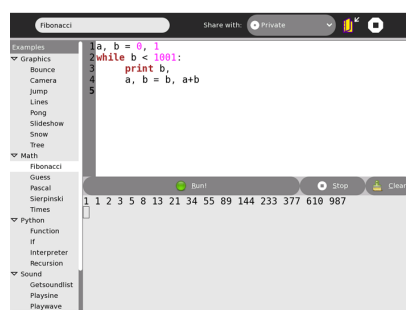 Fibonacci
Share with: Private
Examples
Graphics
Bounce
Camera
Jump
Lines
Pong
Slideshow
Snow
Tree
Math
Fibonacci
Guess
Pascal
Sierpinski
Times
Python
Function
If
Interpreter
Recursion
Sound
Getsoundlist
Playsine
Playwave
1 a, b = 0, 1
2 while b < 1001:
3 print b,
4 a, b = b, a+b
5
Run! Stop Clear
1 1 2 3 5 8 13 21 34 55 89 144 233 377 610 987